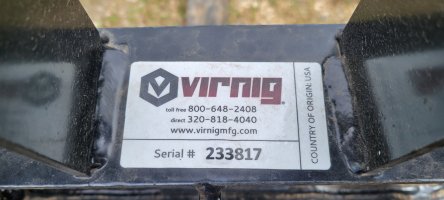 VIRNIG
toll free 800-648-2408
direct 320-818-4040
www.virnigmfg.com
Serial # 233817
COUNTRY OF ORIGIN: USA